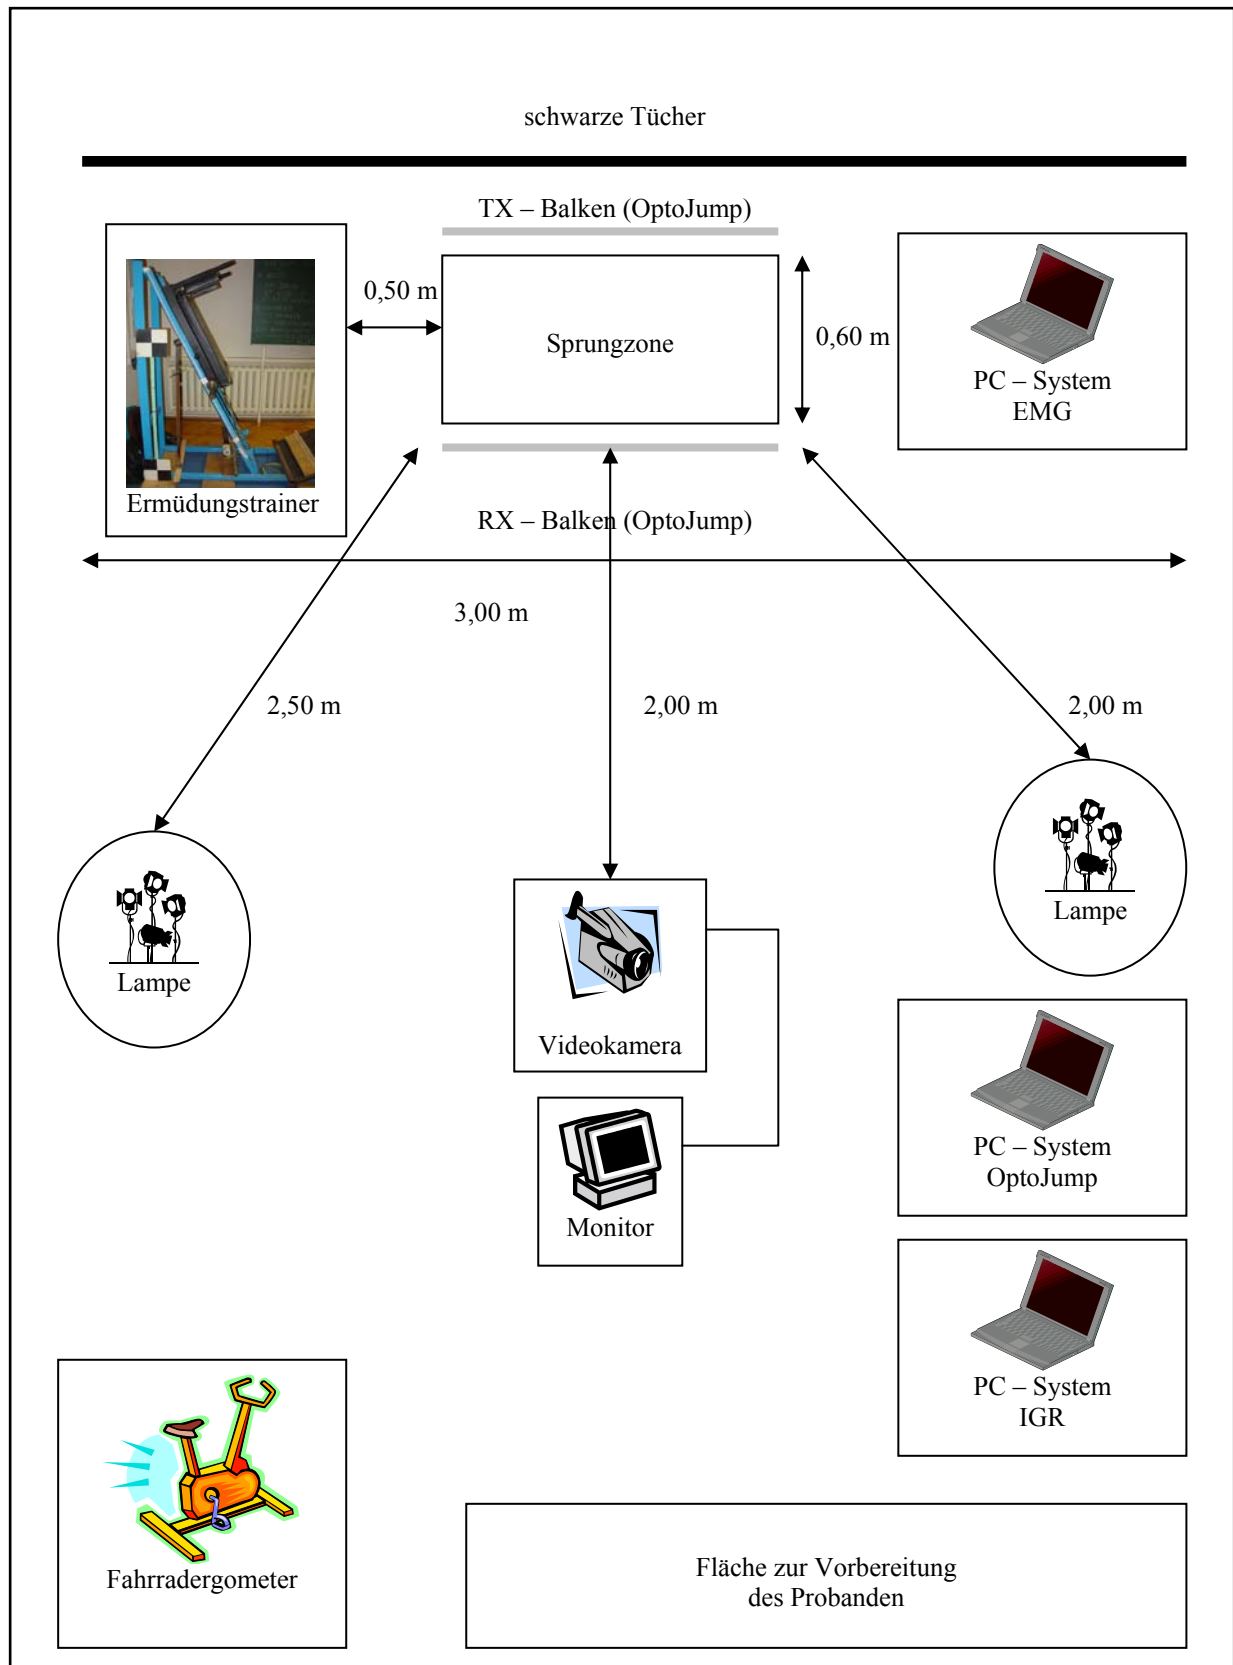 schwarze Tücher
TX – Balken (OptoJump)
0,50 m
Sprungzone
0,60 m
PC – System
EMG
Ermüdungstrainer
RX – Balken (OptoJump)
3,00 m
2,50 m
2,00 m
2,00 m
Lampe
Lampe
Videokamera
PC – System
OptoJump
Monitor
PC – System
IGR
Fahrradergometer
Fläche zur Vorbereitung
des Probanden